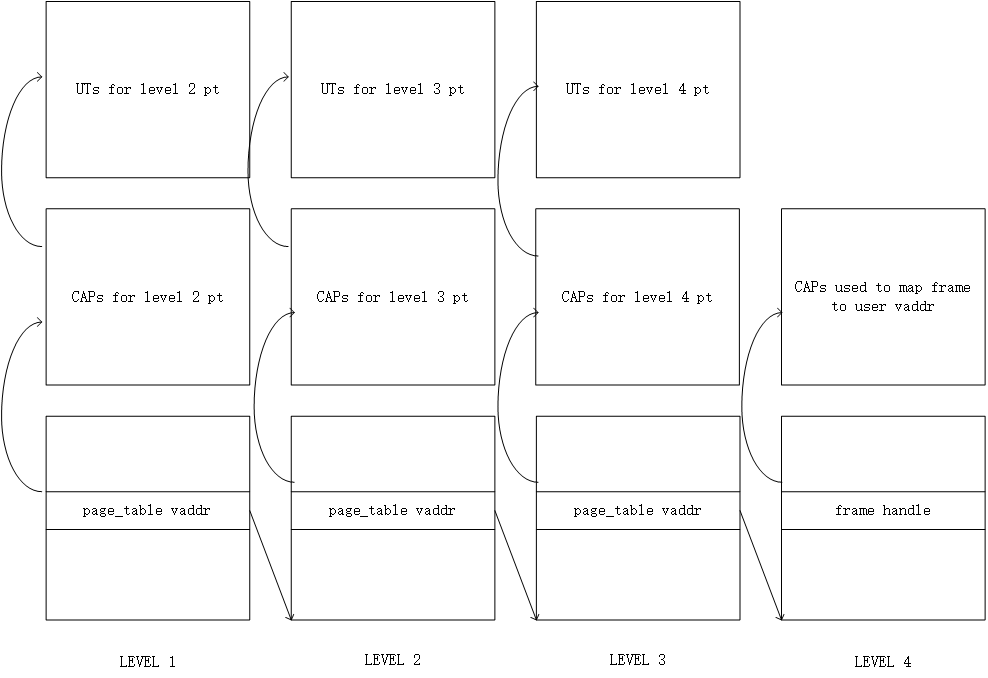 UTs for level 2 pt
UTs for level 3 pt
UTs for level 4 pt
CAPs for level 2 pt
CAPs for level 3 pt
CAPs for level 4 pt
CAPs used to map frame
to user vaddr
page_table vaddr
page_table vaddr
page_table vaddr
frame handle
LEVEL 1
LEVEL 2
LEVEL 3
LEVEL 4